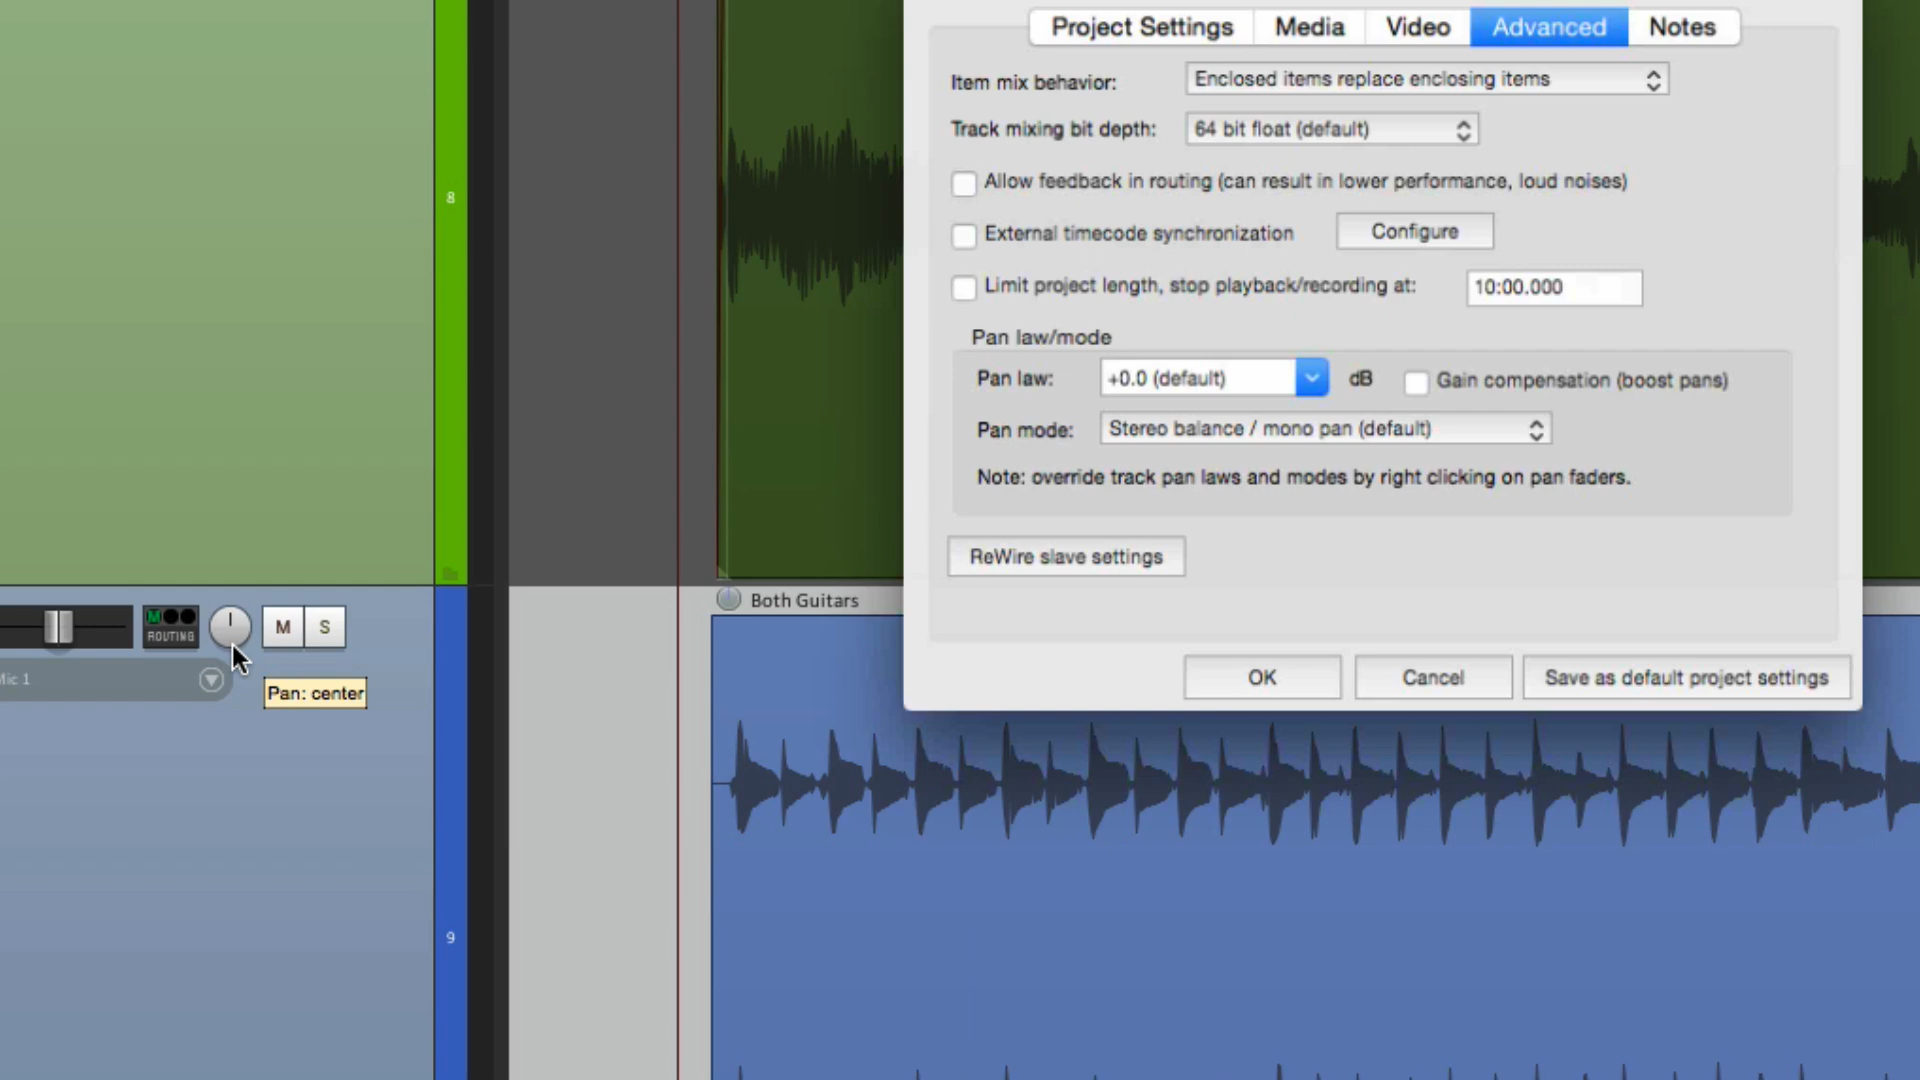 Project Settings Media Video Advanced Notes
Item mix behavior: Enclosed items replace enclosing items
Track mixing bit depth: 64 bit float (default)
Allow feedback in routing (can result in lower performance, loud noises)
8
External timecode synchronization Configure
Limit project length, stop playback/recording at: 10:00.000
Pan law/mode
Pan law: +0.0 (default) dB Gain compensation (boost pans)
Pan mode: Stereo balance / mono pan (default)
Note: override track pan laws and modes by right clicking on pan faders.
ReWire slave settings
Both Guitars
ROUTING M S
OK Cancel Save as default project settings
Mic 1
Pan: center
9